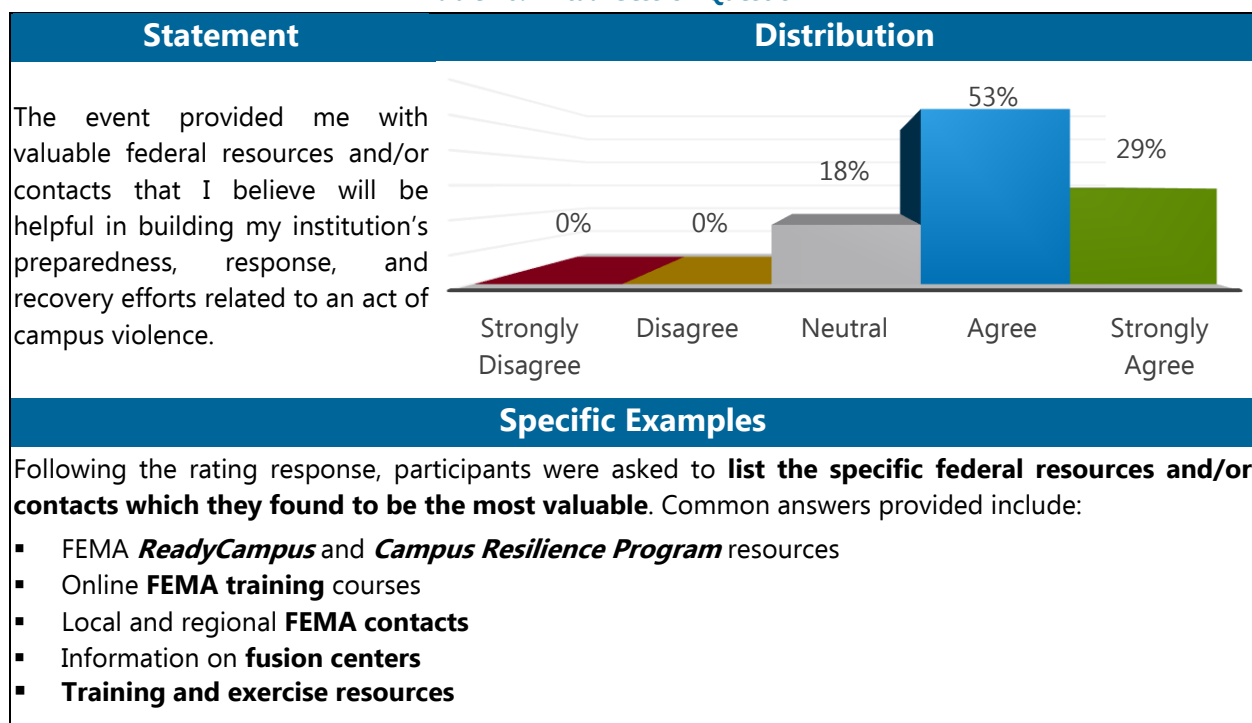 Statement
Distribution
The event provided me with
valuable federal resources and/or
contacts that I believe will be
helpful in building my institution’s
preparedness, response, and
recovery efforts related to an act of
campus violence.
0%
0%
18%
53%
29%
Strongly Disagree
Disagree
Neutral
Agree
Strongly Agree
Specific Examples
Following the rating response, participants were asked to list the specific federal resources and/or
contacts which they found to be the most valuable. Common answers provided include:
▪ FEMA ReadyCampus and Campus Resilience Program resources
▪ Online FEMA training courses
▪ Local and regional FEMA contacts
▪ Information on fusion centers
▪ Training and exercise resources